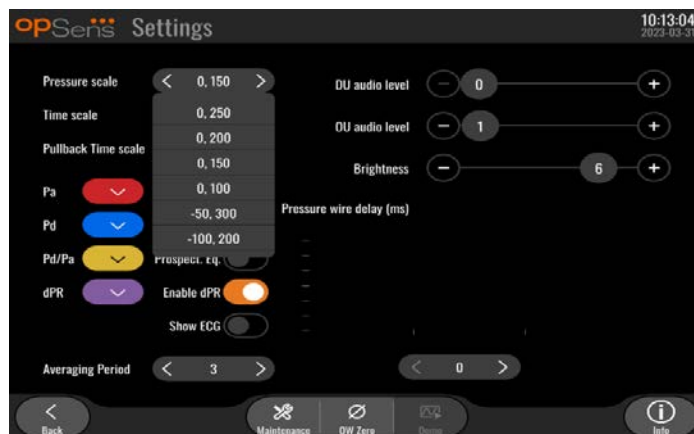 opSens Settings
10:13:04
2023-03-31
Pressure scale
0, 150
Time scale
Pullback Time scale
0, 250
0, 200
0, 150
0, 100
-50, 300
-100, 200
Pa
Pd
Pd/Pa
dPR
Prospect. Eq.
Enable dPR
Show ECG
Averaging Period
3
DU audio level
0
OU audio level
1
Brightness
6
Pressure wire delay (ms)
0
Back
Maintenance
OW Zero
Demo
Info